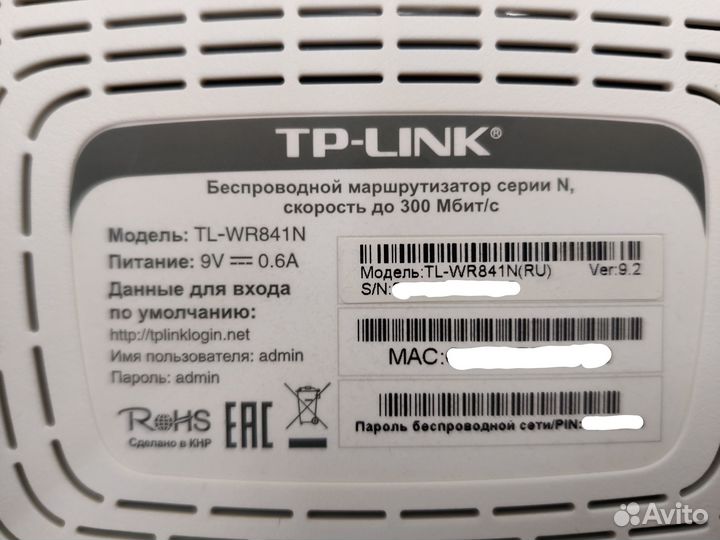 TP-LINK®
Беспроводной маршрутизатор серии N,
скорость до 300 Мбит/с
Модель: TL-WR841N
Питание: 9V 0.6A
Данные для входа
по умолчанию:
http://tplinklogin.net
Имя пользователя: admin
Пароль: admin
RoHS
Сделано в КНР
EAC
Модель:TL-WR841N(RU) Ver:9.2
S/N:
MAC:
Пароль беспроводной сети/PIN:
Avito